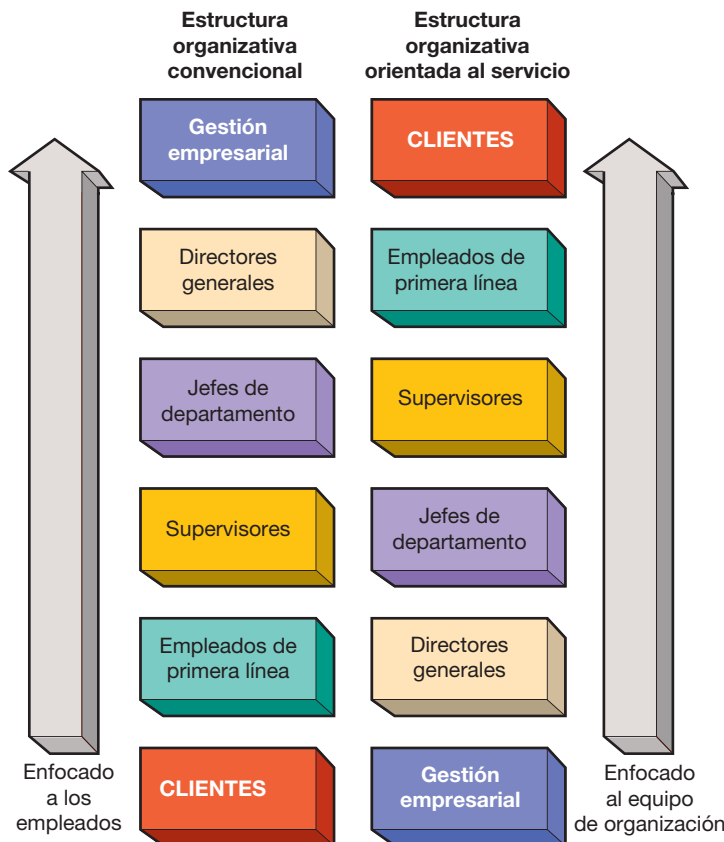 Estructura
organizativa
convencional
Estructura
organizativa
orientada al servicio
Gestión
empresarial
CLIENTES
Directores
generales
Empleados de
primera línea
Jefes de
departamento
Supervisores
Supervisores
Jefes de
departamento
Empleados de
primera línea
Directores
generales
CLIENTES
Gestión
empresarial
Enfocado
a los
empleados
Enfocado
al equipo
de organización